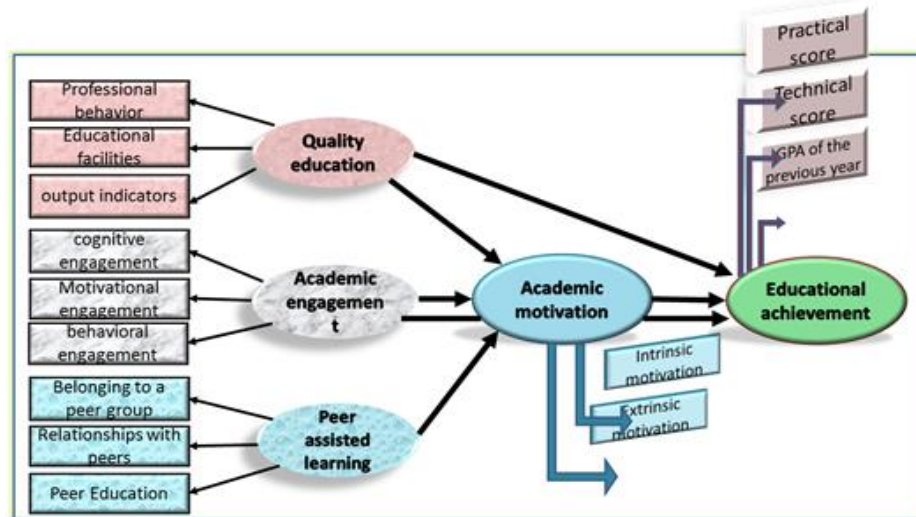 Practical
score
Technical
score
GPA of the
previous year
Professional
behavior
Educational
facilities
output indicators
Quality
education
cognitive
engagement
Motivational
engagement
behavioral
engagement
Academic
engagemen
t
Academic
motivation
Educational
achievement
Intrinsic
motivation
Extrinsic
motivation
Belonging to a
peer group
Relationships with
peers
Peer Education
Peer
assisted
learning